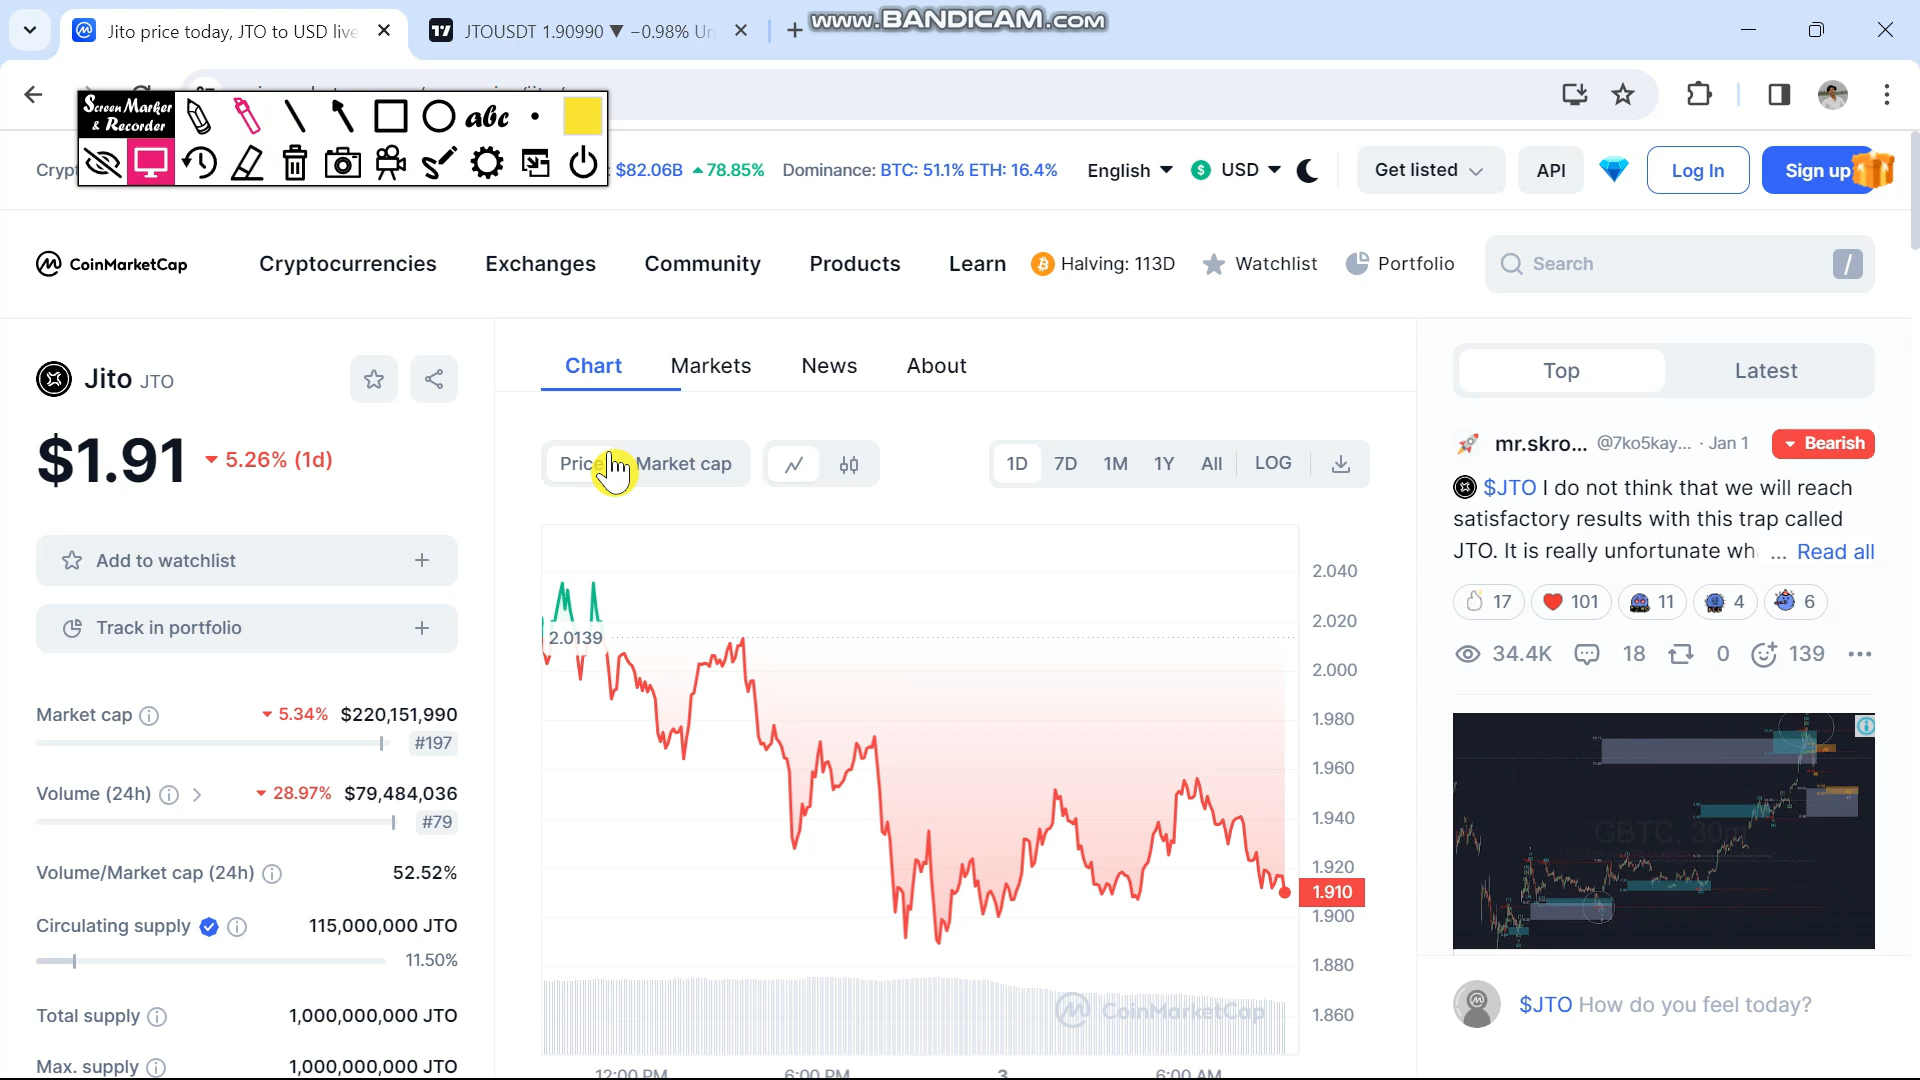 Jito price today, JTO to USD live
JTOUSDT 1.90990 ▼ −0.98% Un
www.BANDICAM.com
Screen Marker
& Recorder
abc
Cryp
$82.06B ▲78.85%
Dominance: BTC: 51.1% ETH: 16.4%
English
USD
Get listed
API
Log In
Sign up
CoinMarketCap
Cryptocurrencies
Exchanges
Community
Products
Learn
Halving: 113D
Watchlist
Portfolio
Search
/
Jito JTO
$1.91 ▼ 5.26% (1d)
Add to watchlist +
Track in portfolio +
Market cap ▼ 5.34% $220,151,990
#197
Volume (24h) ▼ 28.97% $79,484,036
#79
Volume/Market cap (24h) 52.52%
Circulating supply 115,000,000 JTO
11.50%
Total supply 1,000,000,000 JTO
Max. supply 1,000,000,000 JTO
Chart
Markets
News
About
Price
Market cap
1D
7D
1M
1Y
All
LOG
2.0139
2.040
2.020
2.000
1.980
1.960
1.940
1.920
1.910
1.900
1.880
1.860
CoinMarketCap
12:00 PM
6:00 PM
3
6:00 AM
Top
Latest
mr.skro... @7ko5kay... · Jan 1
Bearish
$JTO I do not think that we will reach
satisfactory results with this trap called
JTO. It is really unfortunate wh ... Read all
17
101
11
4
6
34.4K
18
0
139
GBTC, 30m
$JTO How do you feel today?